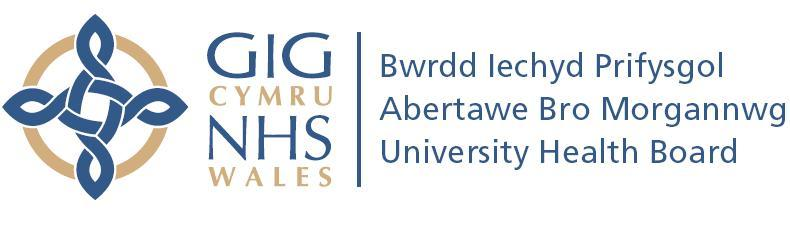 GIG
CYMRU
NHS
WALES
Bwrdd Iechyd Prifysgol
Abertawe Bro Morgannwg
University Health Board